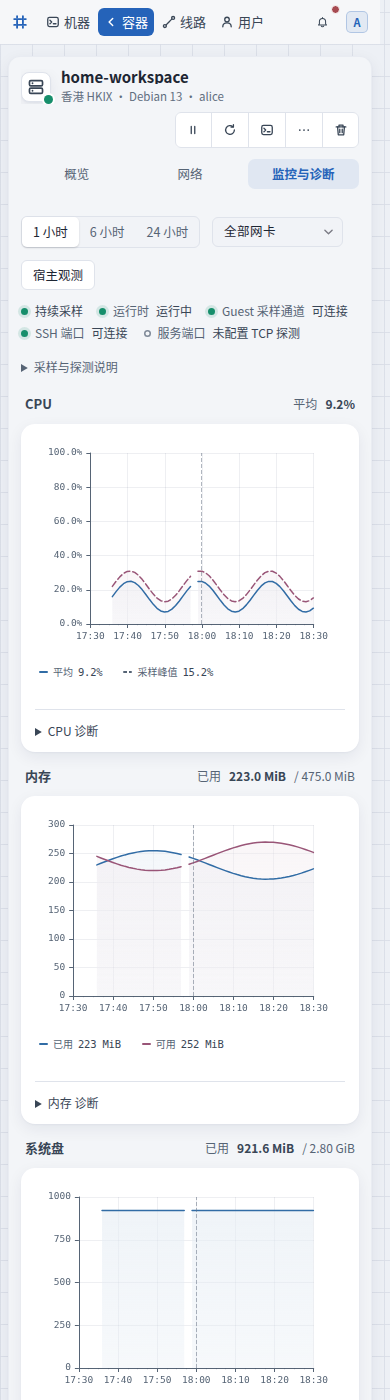 机器 容器 线路 用户 A
home-workspace
香港 HKIX • Debian 13 • alice
概览 网络 监控与诊断
1 小时 6 小时 24 小时 全部网卡
宿主观测
持续采样 运行时 运行中 Guest 采样通道 可连接
SSH 端口 可连接 服务端口 未配置 TCP 探测
采样与探测说明
CPU 平均 9.2%
100.0%
80.0%
60.0%
40.0%
20.0%
0.0%
17:30 17:40 17:50 18:00 18:10 18:20 18:30
平均 9.2% 采样峰值 15.2%
CPU 诊断
内存 已用 223.0 MiB / 475.0 MiB
300
250
200
150
100
50
0
17:30 17:40 17:50 18:00 18:10 18:20 18:30
已用 223 MiB 可用 252 MiB
内存 诊断
系统盘 已用 921.6 MiB / 2.80 GiB
1000
750
500
250
0
17:30 17:40 17:50 18:00 18:10 18:20 18:30